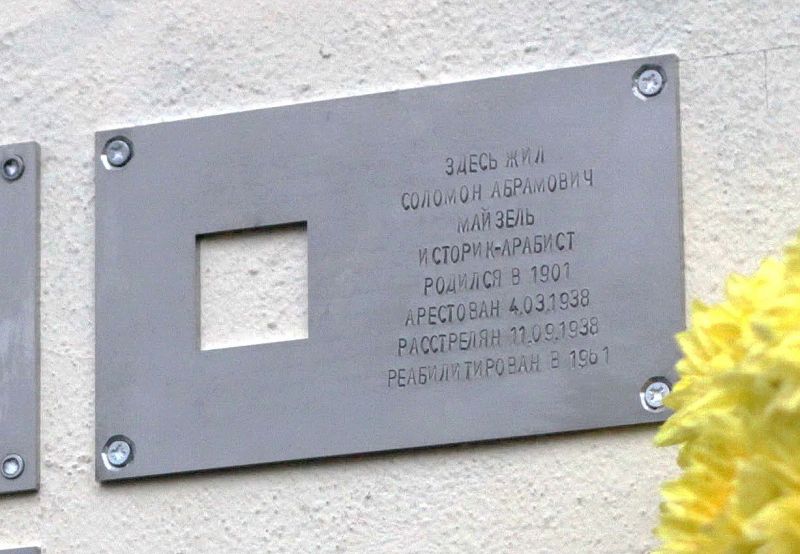 ЗДЕСЬ ЖИЛ
СОЛОМОН АБРАМОВИЧ
МАЙЗЕЛЬ
ИСТОРИК-АРАБИСТ
РОДИЛСЯ В 1901
АРЕСТОВАН 4.03.1938
РАССТРЕЛЯН 11.09.1938
РЕАБИЛИТИРОВАН В 1961